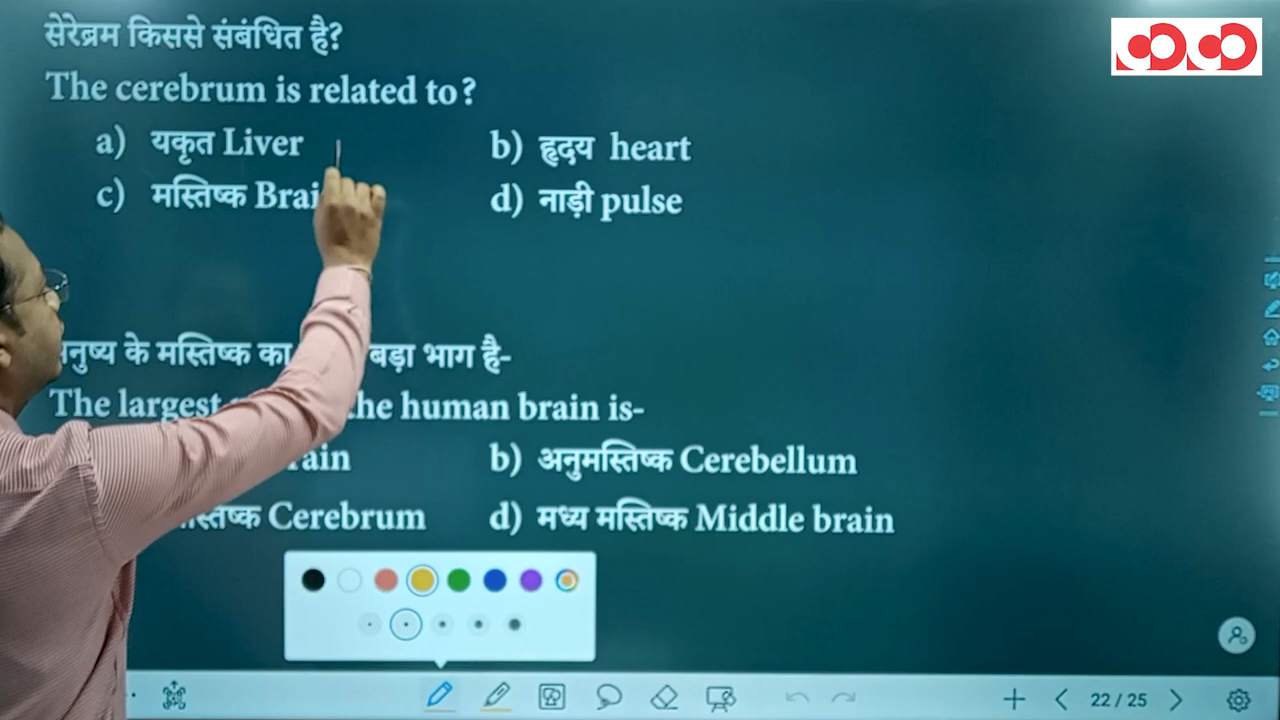 सेरेब्रम किससे संबंधित है?
The cerebrum is related to?
a) यकृत Liver b) हृदय heart
c) मस्तिष्क d) नाड़ी pulse
के मस्तिष्क का बड़ा भाग है-
The largest human brain is-
b) अनुमस्तिष्क Cerebellum
Cerebrum d) मध्य मस्तिष्क Middle brain
22 / 25